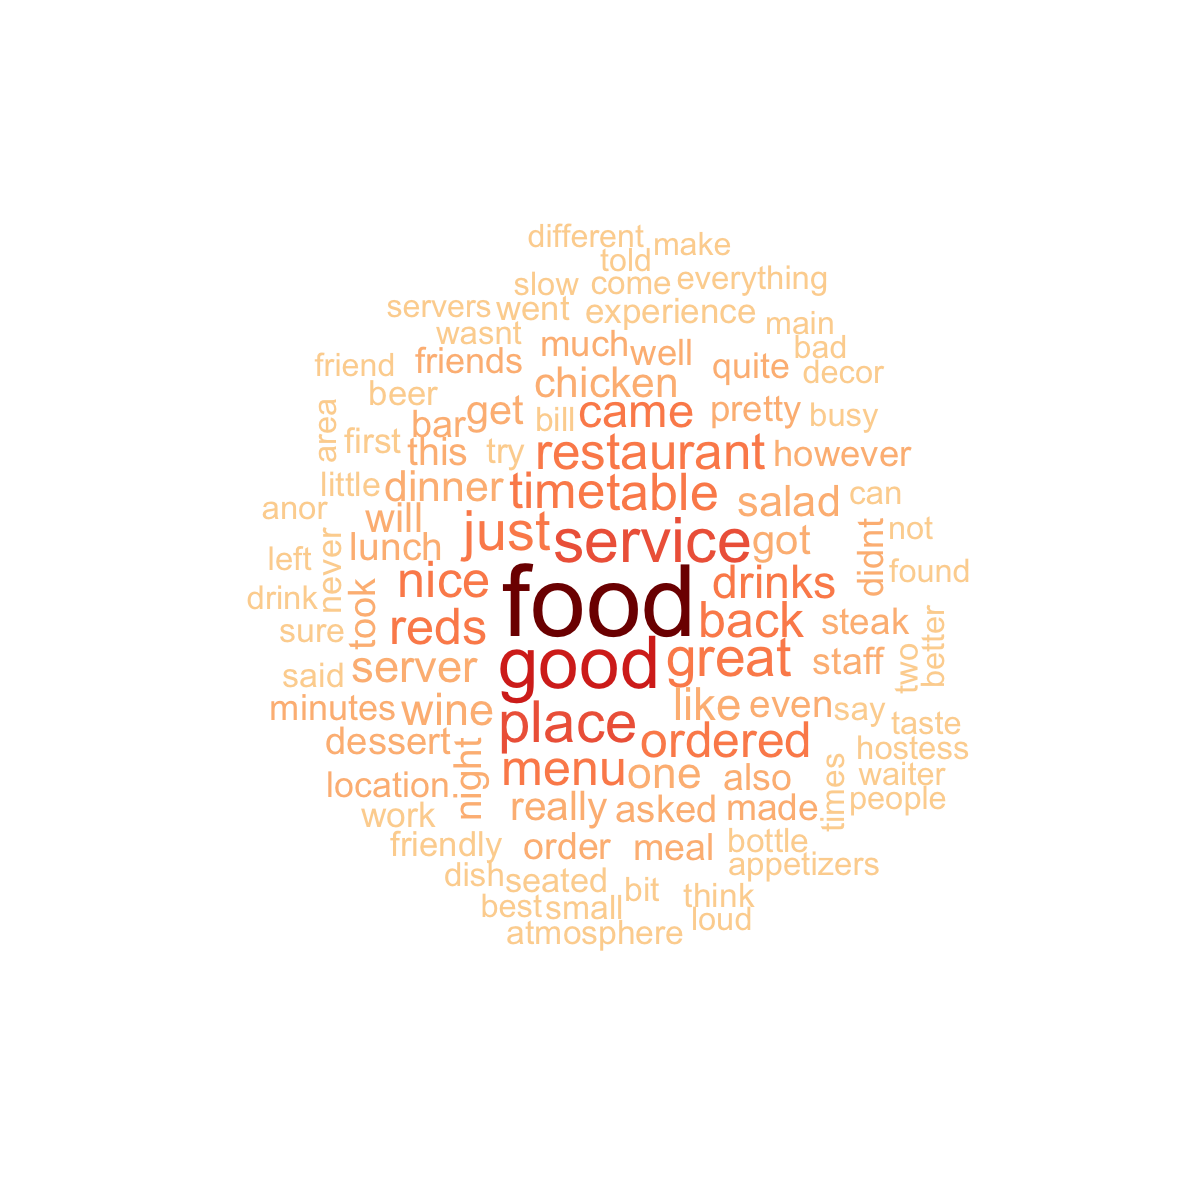 different make
told
slow come everything
servers went experience
wasnt main
friend friends much well quite bad
beer chicken decor
area bar get bill came pretty busy
first this try restaurant however
little dinner time table salad can
anor will just service got didnt not
left never lunch
drink took nice food drinks found
sure reds back steak better
said server good great staff two
minutes wine place like even say taste
dessert night ordered hostess
location menu one also times waiter
work really asked made people
friendly order meal bottle
dish seated bit think appetizers
best small loud
atmosphere